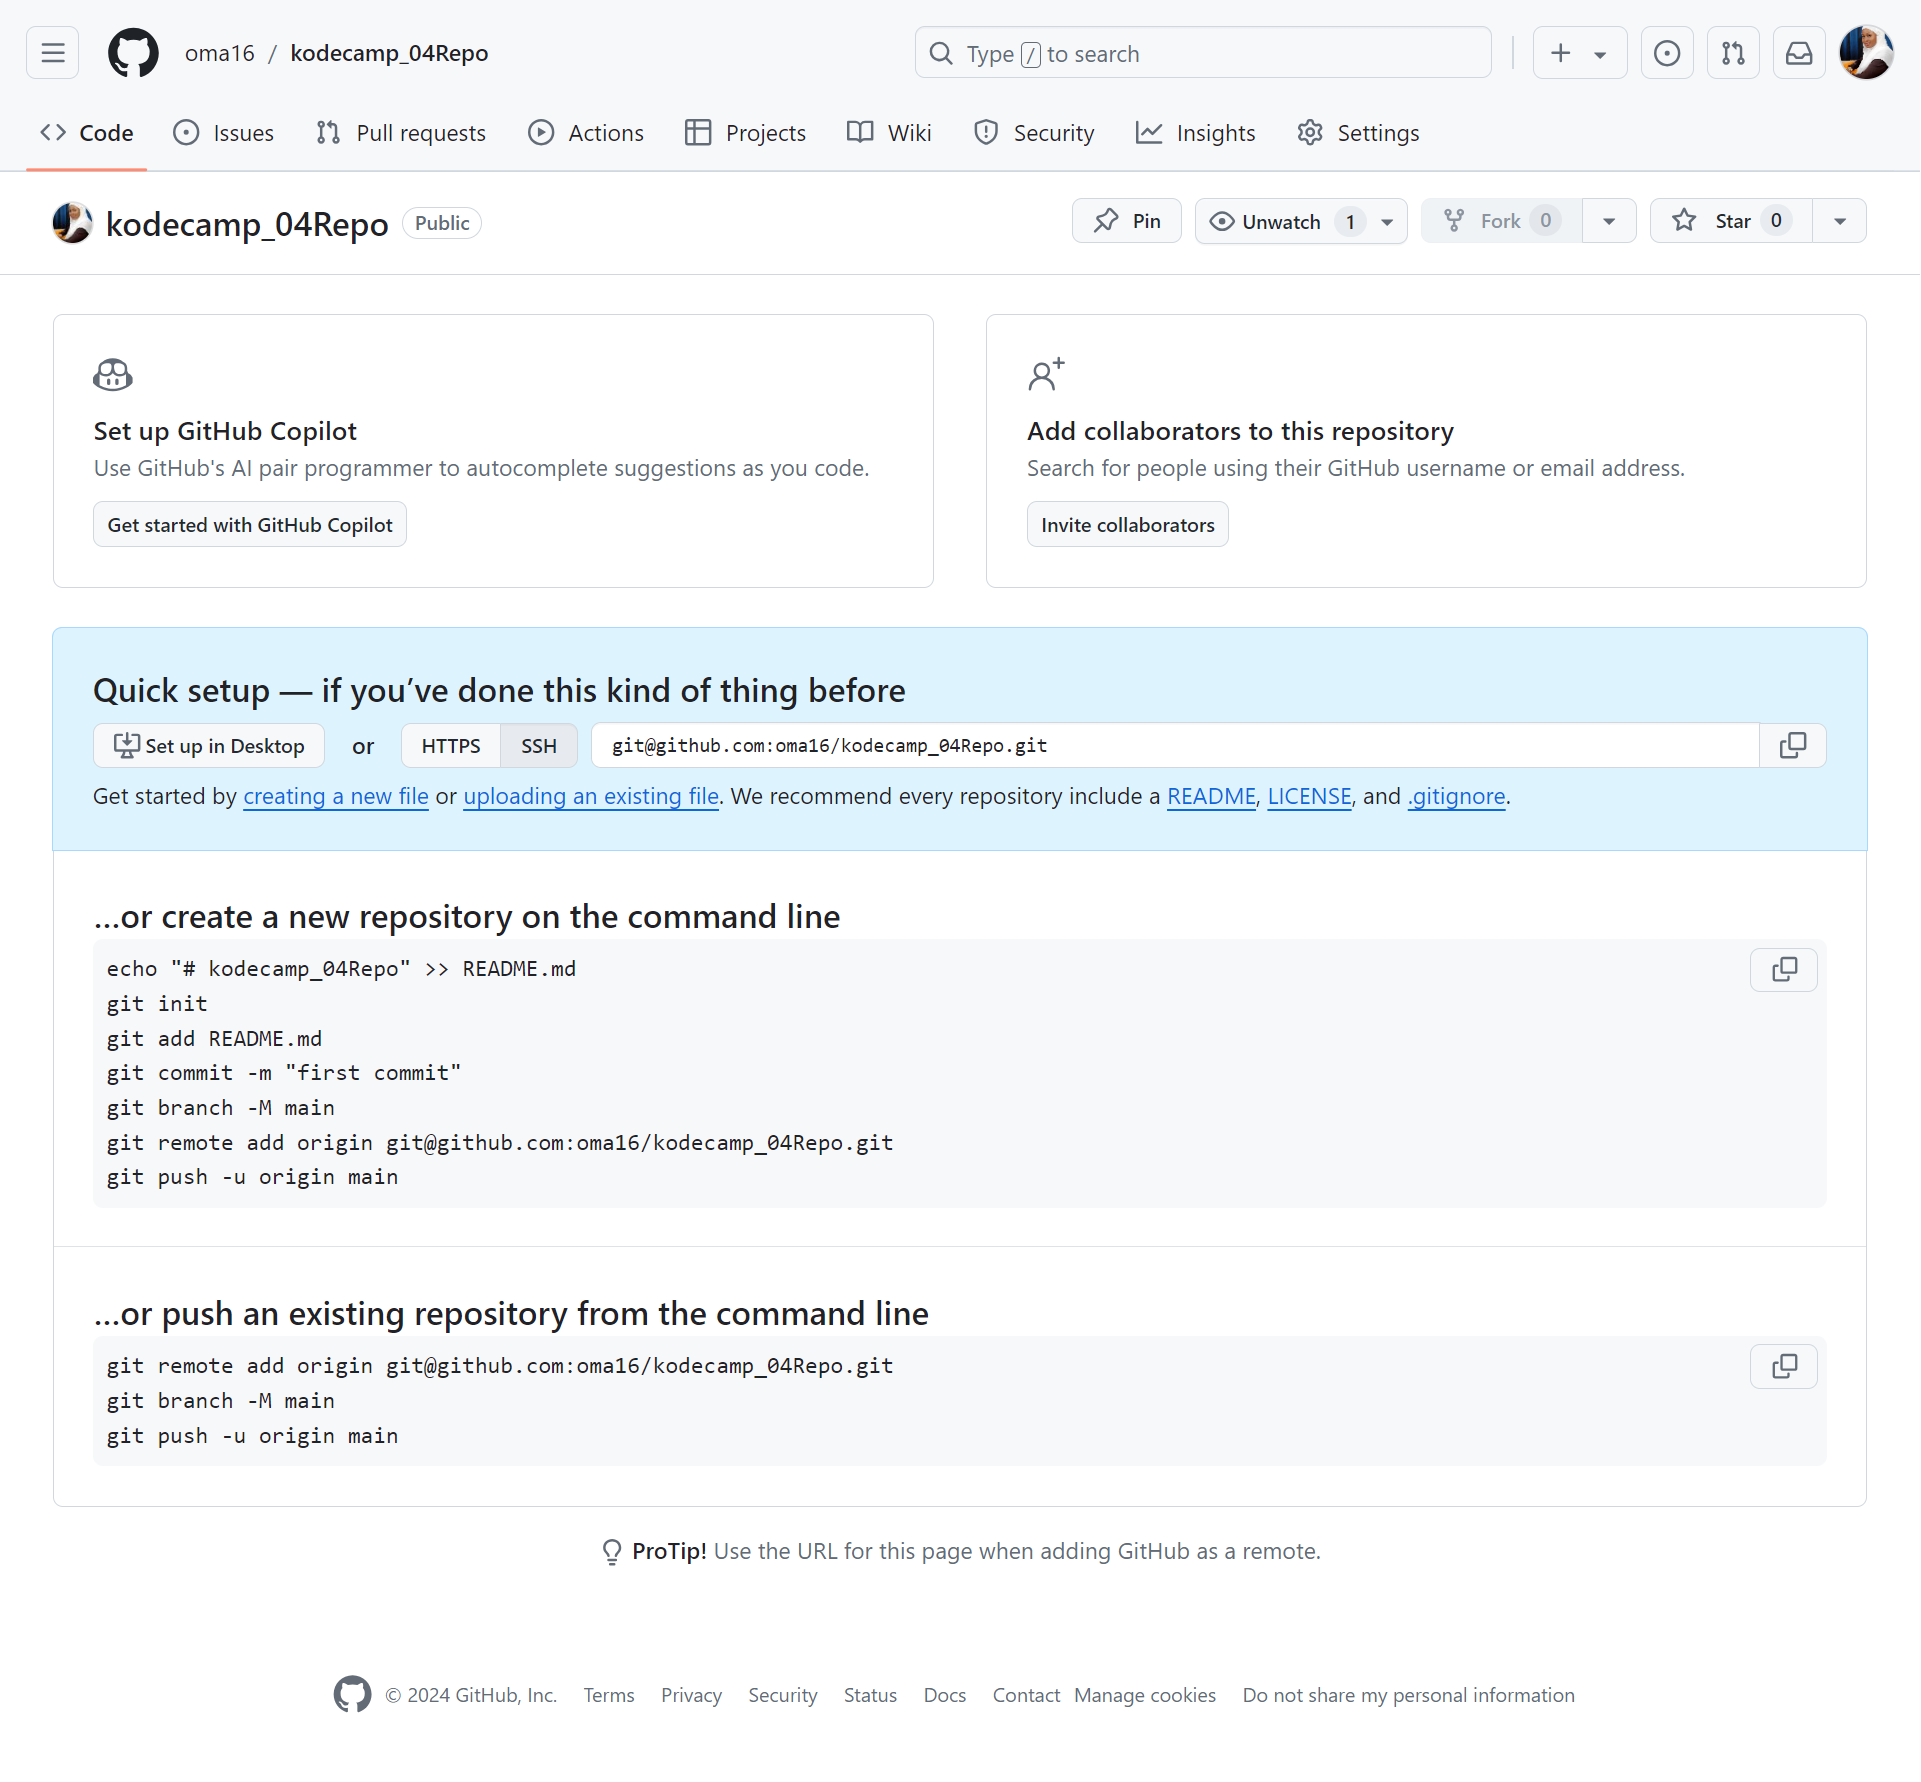 oma16 / kodecamp_04Repo
Type / to search
Code Issues Pull requests Actions Projects Wiki Security Insights Settings
kodecamp_04Repo Public
Pin Unwatch 1 Fork 0 Star 0
Set up GitHub Copilot
Use GitHub's AI pair programmer to autocomplete suggestions as you code.
Get started with GitHub Copilot
Add collaborators to this repository
Search for people using their GitHub username or email address.
Invite collaborators
Quick setup — if you’ve done this kind of thing before
Set up in Desktop or HTTPS SSH git@github.com:oma16/kodecamp_04Repo.git
Get started by creating a new file or uploading an existing file. We recommend every repository include a README, LICENSE, and .gitignore.
…or create a new repository on the command line
echo "# kodecamp_04Repo" >> README.md
git init
git add README.md
git commit -m "first commit"
git branch -M main
git remote add origin git@github.com:oma16/kodecamp_04Repo.git
git push -u origin main
…or push an existing repository from the command line
git remote add origin git@github.com:oma16/kodecamp_04Repo.git
git branch -M main
git push -u origin main
ProTip! Use the URL for this page when adding GitHub as a remote.
© 2024 GitHub, Inc. Terms Privacy Security Status Docs Contact Manage cookies Do not share my personal information